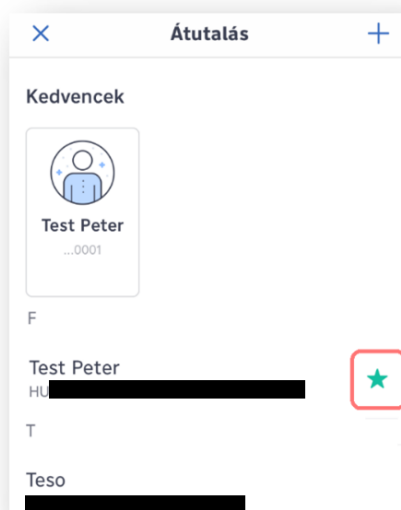 Átutalás
Kedvencek
Test Peter
...0001
F
Test Peter
HU
T
Teso